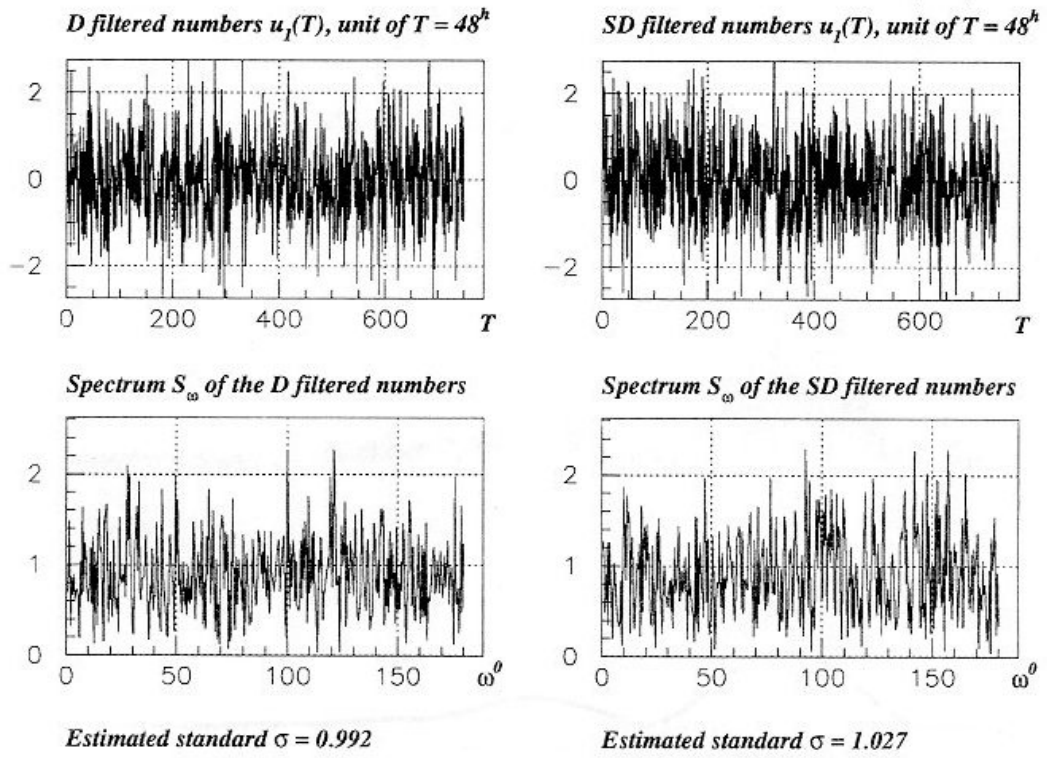 D filtered numbers u₁(T), unit of T = 48ʰ
SD filtered numbers u₁(T), unit of T = 48ʰ
2
0
−2
0 200 400 600 T
2
0
−2
0 200 400 600 T
Spectrum S_ω of the D filtered numbers
Spectrum S_ω of the SD filtered numbers
2
1
0
0 50 100 150 ω⁰
2
1
0
0 50 100 150 ω⁰
Estimated standard σ = 0.992
Estimated standard σ = 1.027